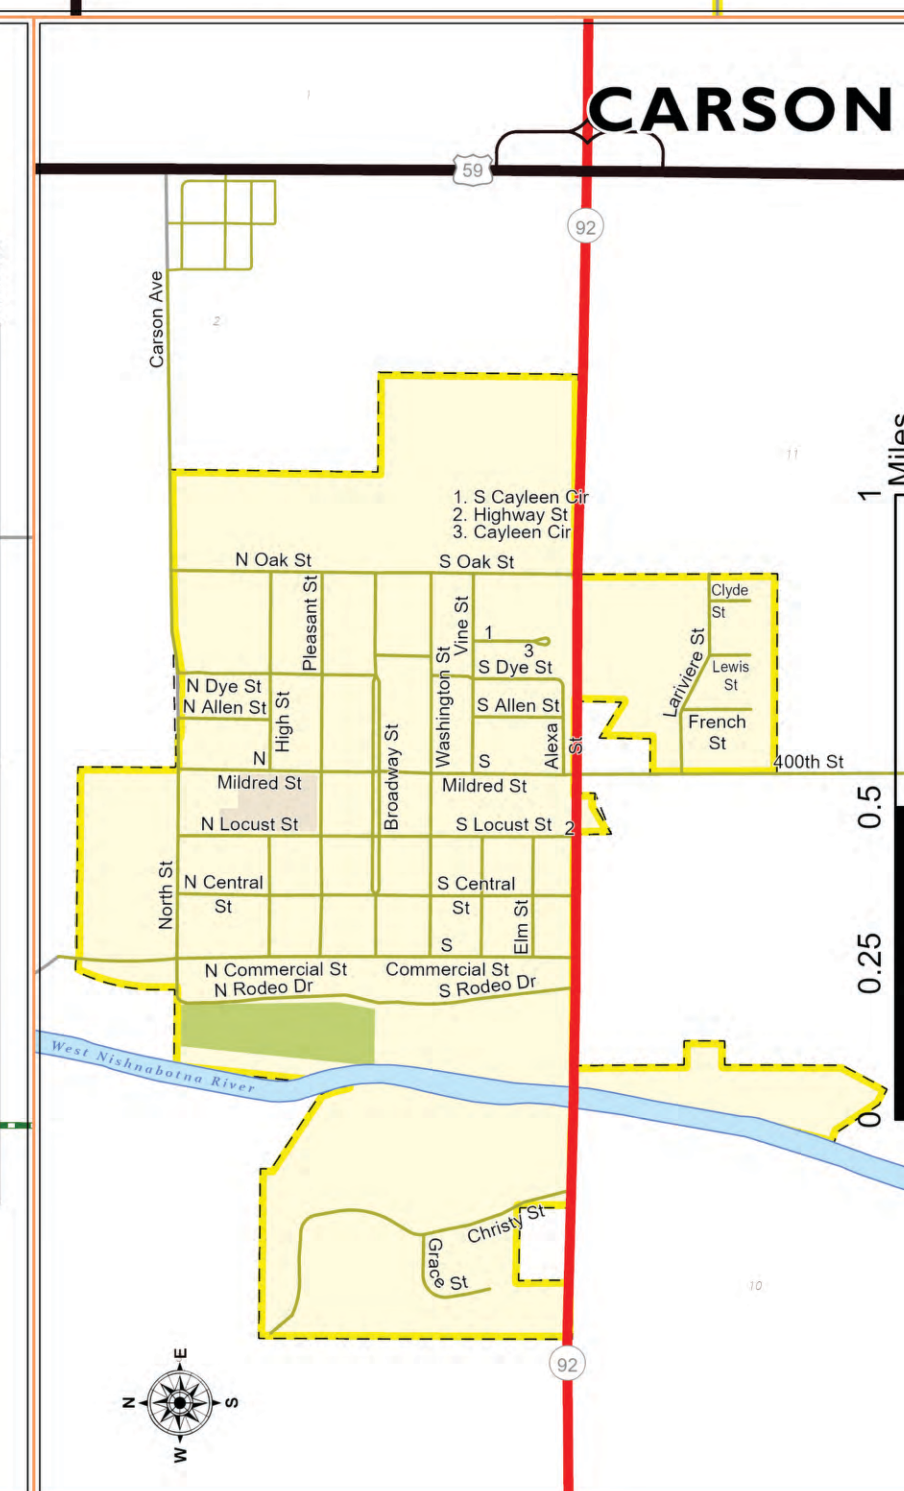 1
CARSON
59
92
Carson Ave
2
11
Miles
1
1. S Cayleen Cir
2. Highway St
3. Cayleen Cir
N Oak St
S Oak St
Pleasant St
Vine St
1
3
Clyde
St
Lariviere St
Lewis
St
French
St
N Dye St
S Dye St
N Allen St
S Allen St
High St
Washington St
Broadway St
Alexa
St
N
Mildred St
S
Mildred St
400th St
0.5
N Locust St
S Locust St
2
North St
N Central
St
S Central
St
Elm St
0.25
N Commercial St
S
Commercial St
N Rodeo Dr
S Rodeo Dr
West Nishnabotna River
0
Christy St
Grace St
10
92
N
E
S
W